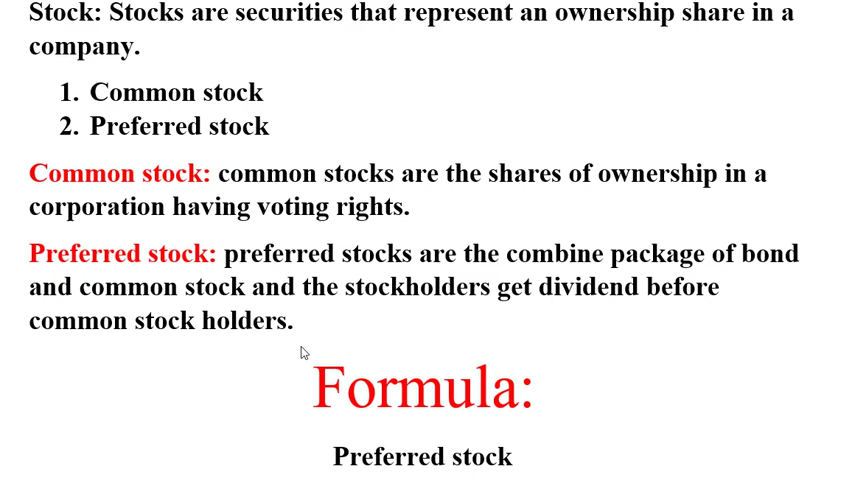 Stock: Stocks are securities that represent an ownership share in a
company.
1. Common stock
2. Preferred stock
Common stock: common stocks are the shares of ownership in a
corporation having voting rights.
Preferred stock: preferred stocks are the combine package of bond
and common stock and the stockholders get dividend before
common stock holders.
Formula:
Preferred stock